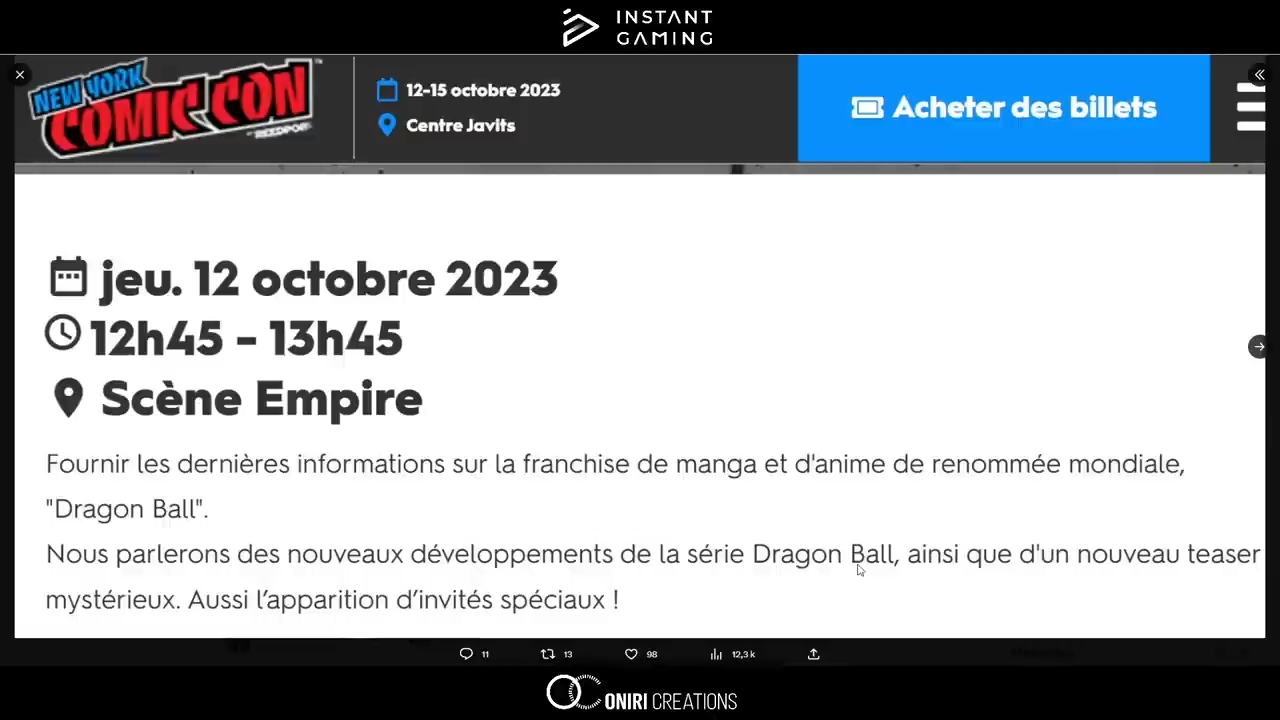 INSTANT
GAMING
NEW YORK
COMIC CON
12-15 octobre 2023
Centre Javits
Acheter des billets
jeu. 12 octobre 2023
12h45 - 13h45
Scène Empire
Fournir les dernières informations sur la franchise de manga et d'anime de renommée mondiale,
"Dragon Ball".
Nous parlerons des nouveaux développements de la série Dragon Ball, ainsi que d'un nouveau teaser
mystérieux. Aussi l’apparition d’invités spéciaux !
11 13 98 12,3 k
OC ONIRI CREATIONS